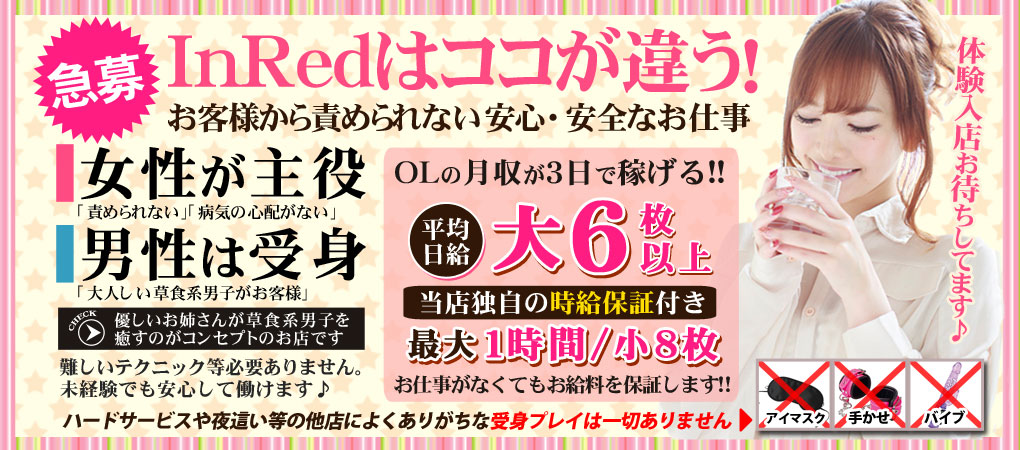 急募
InRedはココが違う!
お客様から責められない安心・安全なお仕事
女性が主役
「責められない」「病気の心配がない」
男性は受身
「大人しい草食系男子がお客様」
CHECK
優しいお姉さんが草食系男子を
癒すのがコンセプトのお店です
難しいテクニック等必要ありません。
未経験でも安心して働けます♪
OLの月収が3日で稼げる!!
平均
日給
大6枚
以上
当店独自の時給保証付き
最大1時間/小8枚
お仕事がなくてもお給料を保証します!!
体験入店お待ちしてます♪
ハードサービスや夜這い等の他店によくありがちな受身プレイは一切ありません
アイマスク
手かせ
バイブ